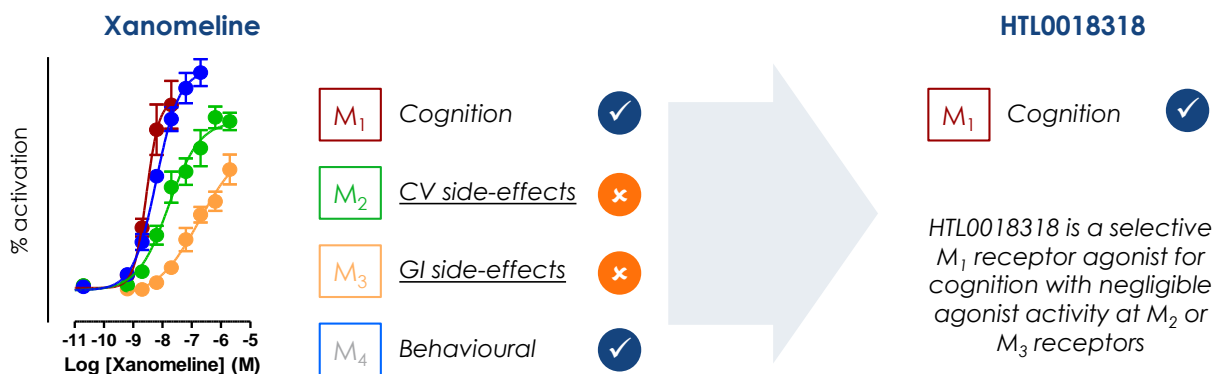 Xanomeline
HTL0018318
% activation
-11 -10 -9 -8 -7 -6 -5
Log [Xanomeline] (M)
M1 Cognition
M2 CV side-effects
M3 GI side-effects
M4 Behavioural
M1 Cognition
HTL0018318 is a selective
M1 receptor agonist for
cognition with negligible
agonist activity at M2 or
M3 receptors